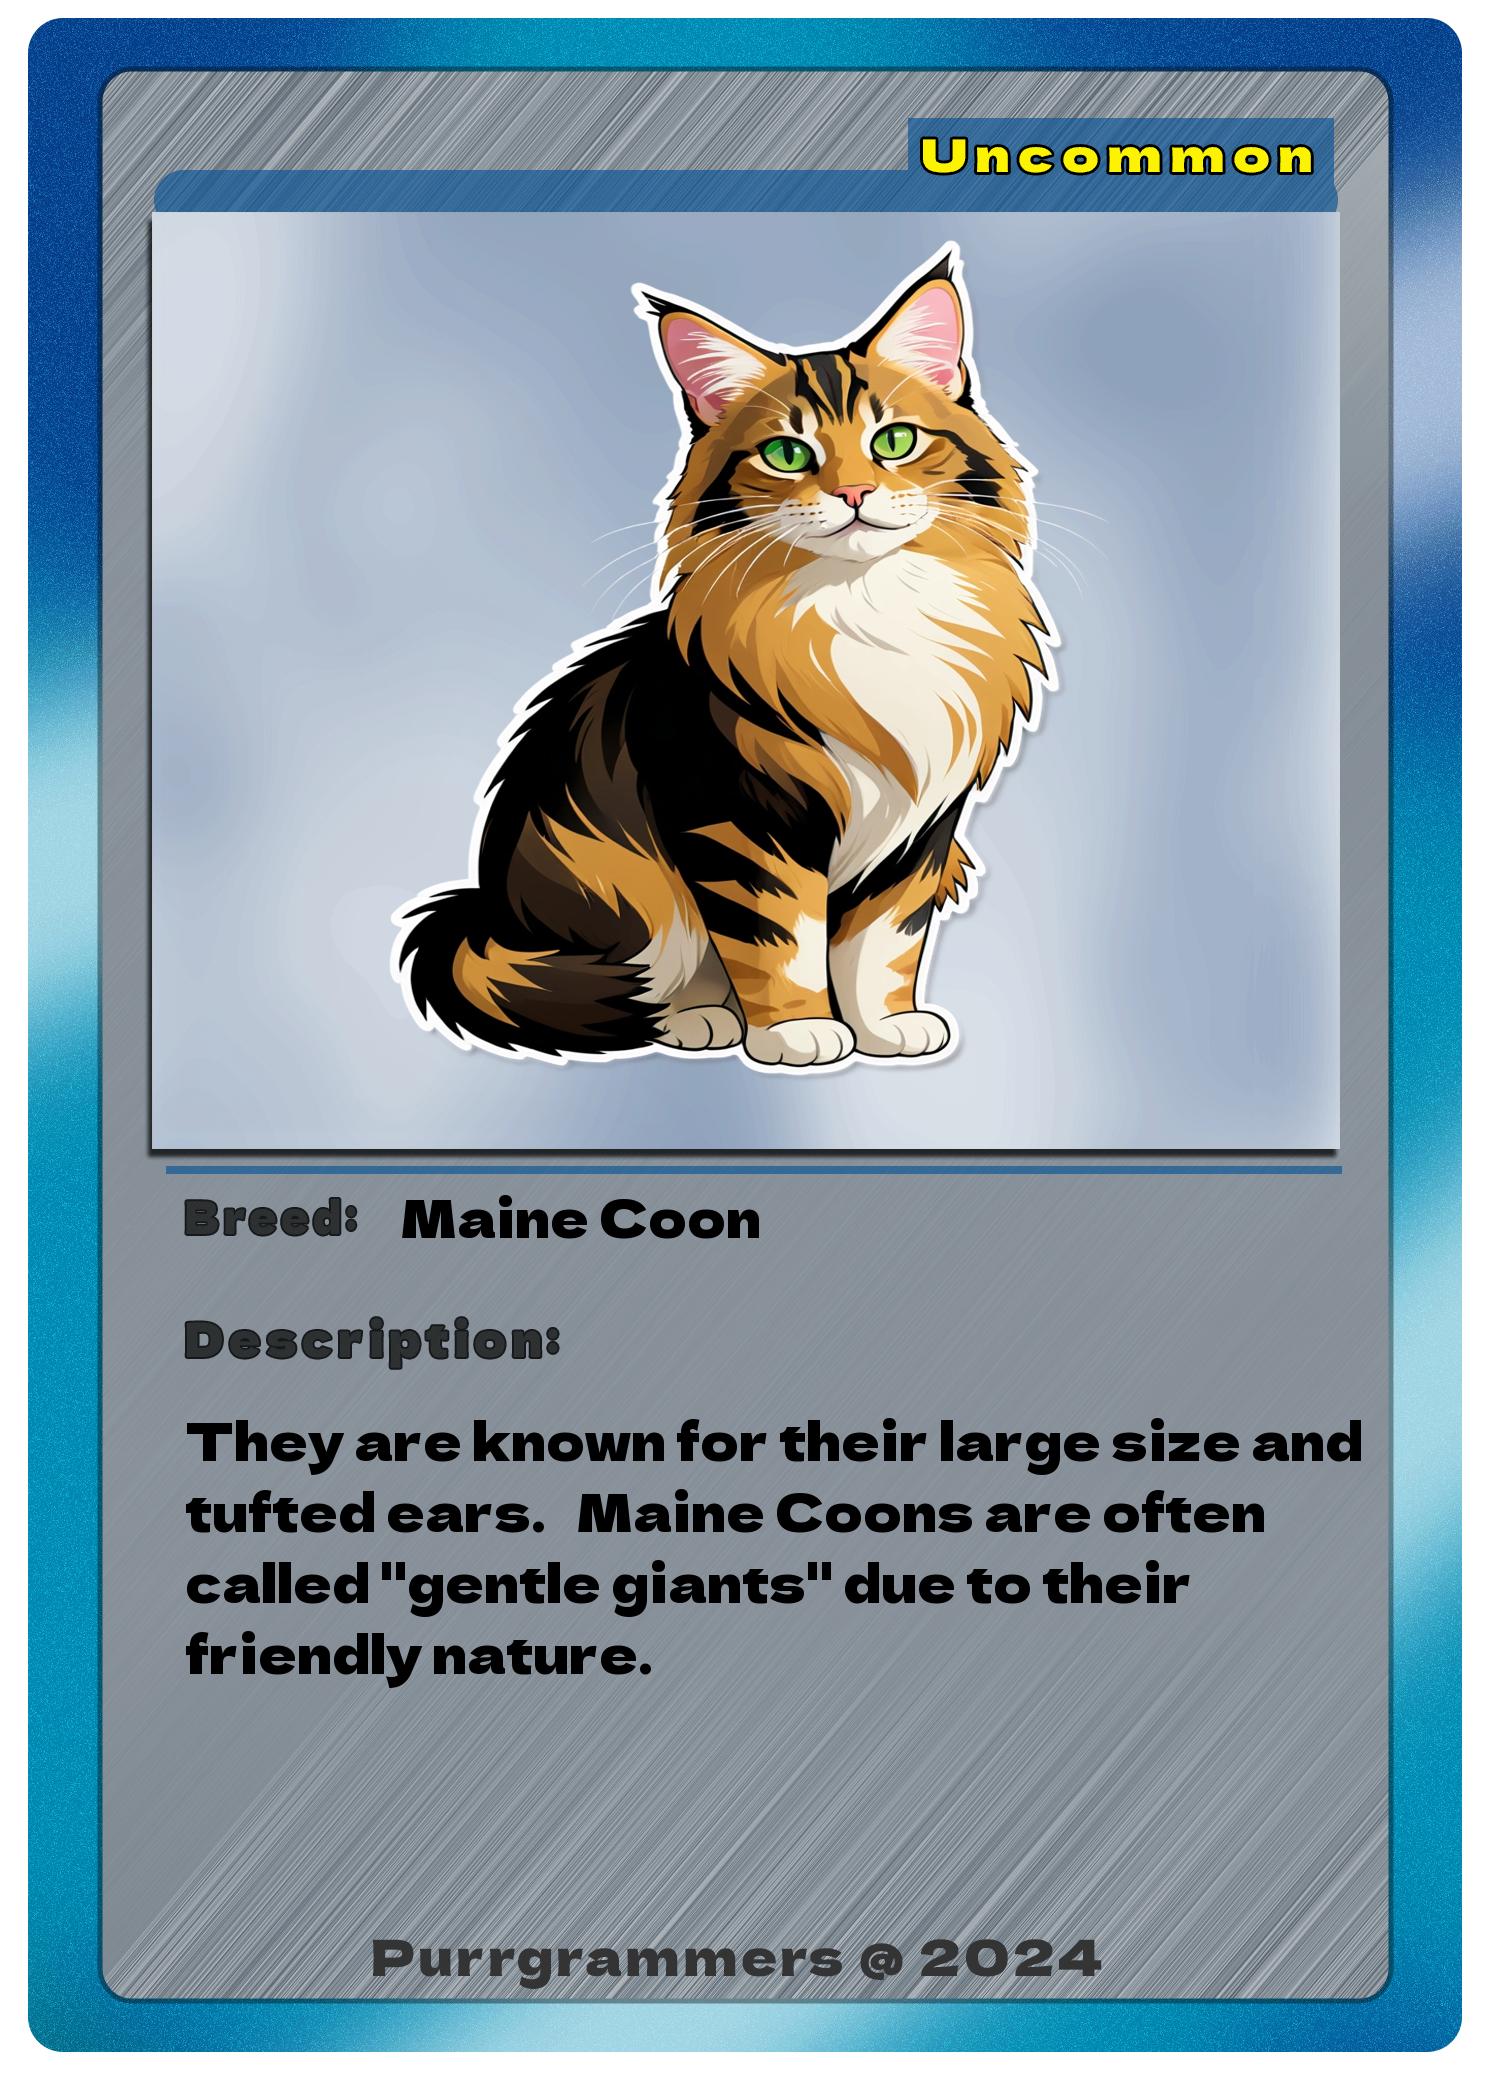 Uncommon
Breed: Maine Coon
Description:
They are known for their large size and
tufted ears.  Maine Coons are often
called "gentle giants" due to their
friendly nature.
Purrgrammers @ 2024